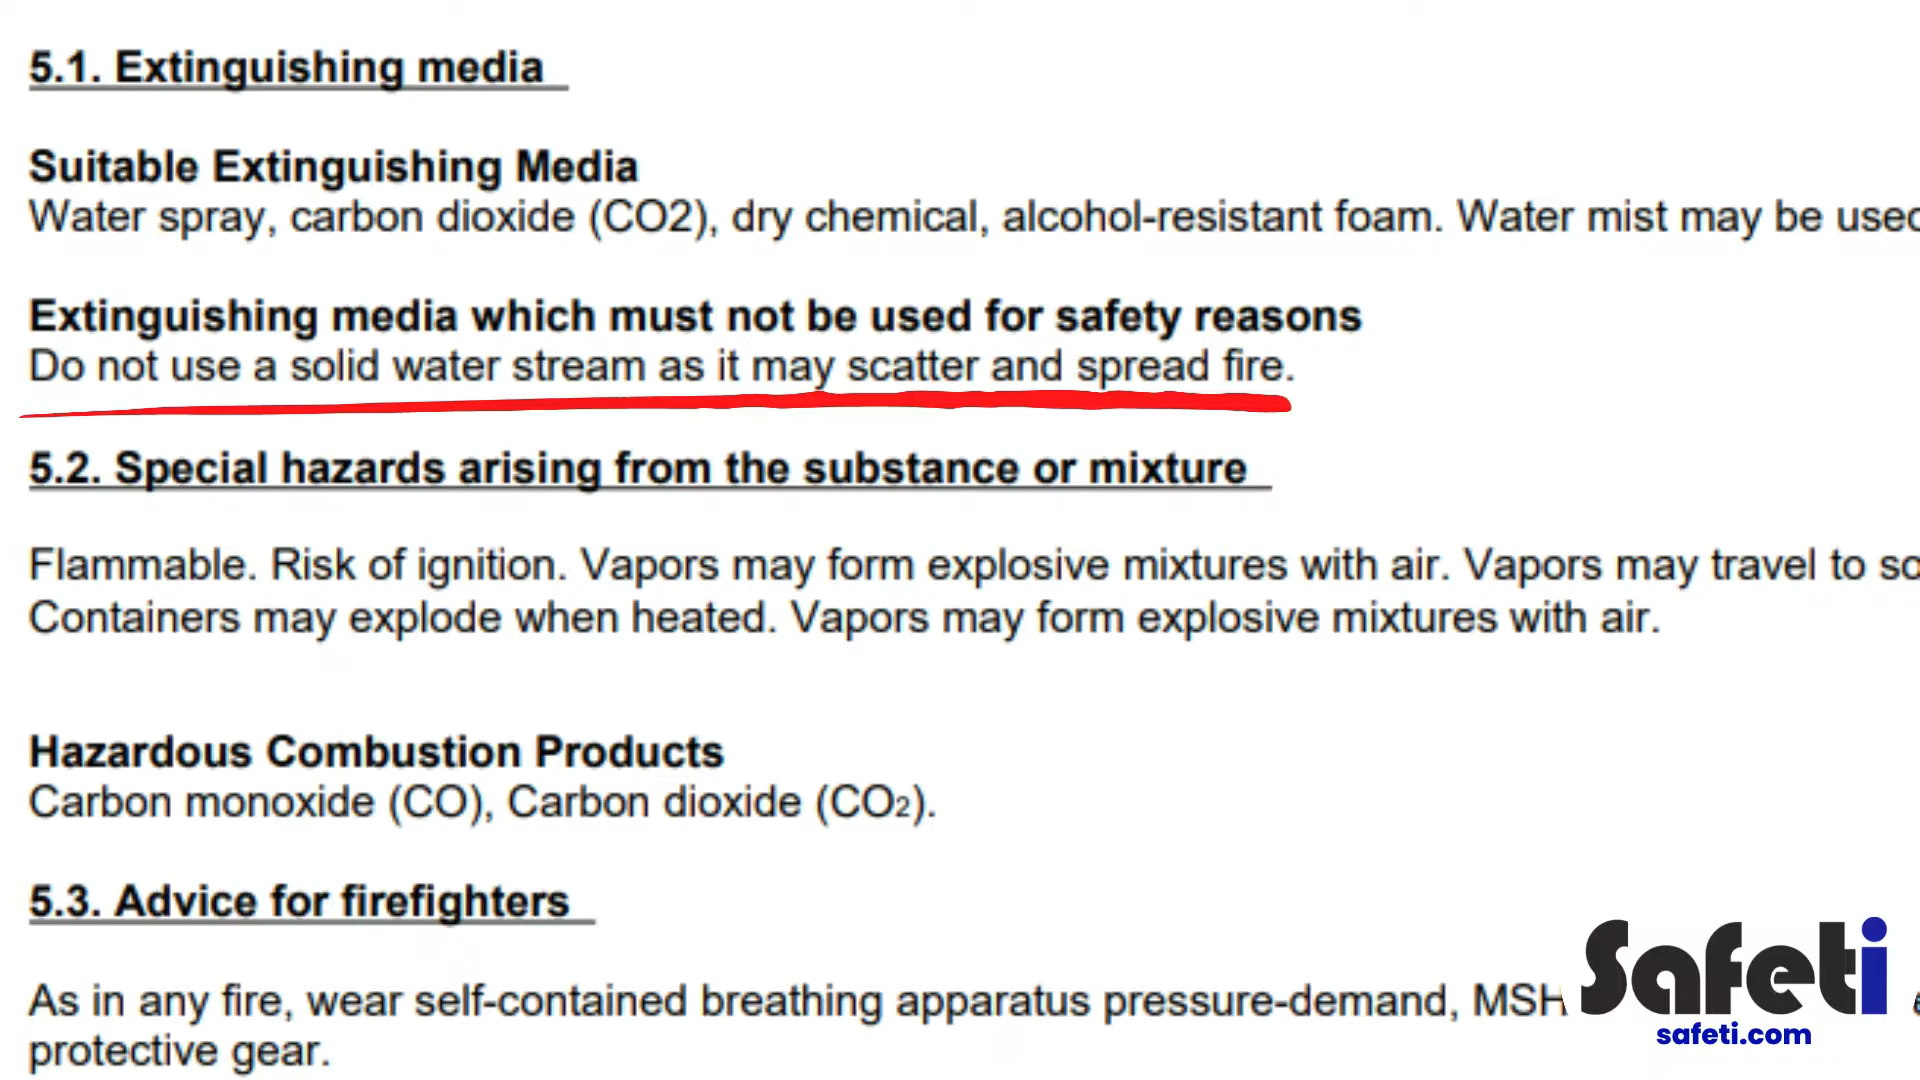 5.1. Extinguishing media
Suitable Extinguishing Media
Water spray, carbon dioxide (CO2), dry chemical, alcohol-resistant foam. Water mist may be used
Extinguishing media which must not be used for safety reasons
Do not use a solid water stream as it may scatter and spread fire.
5.2. Special hazards arising from the substance or mixture
Flammable. Risk of ignition. Vapors may form explosive mixtures with air. Vapors may travel to
Containers may explode when heated. Vapors may form explosive mixtures with air.
Hazardous Combustion Products
Carbon monoxide (CO), Carbon dioxide (CO2).
5.3. Advice for firefighters
As in any fire, wear self-contained breathing apparatus pressure-demand, MSH
protective gear.
Safeti
safeti.com